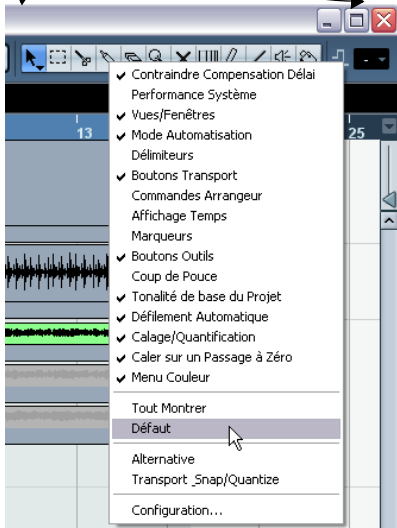 13
25
Contraindre Compensation Délai
Performance Système
Vues/Fenêtres
Mode Automatisation
Délimiteurs
Boutons Transport
Commandes Arrangeur
Affichage Temps
Marqueurs
Boutons Outils
Coup de Pouce
Tonalité de base du Projet
Défilement Automatique
Calage/Quantification
Caler sur un Passage à Zéro
Menu Couleur
Tout Montrer
Défaut
Alternative
Transport _Snap/Quantize
Configuration...